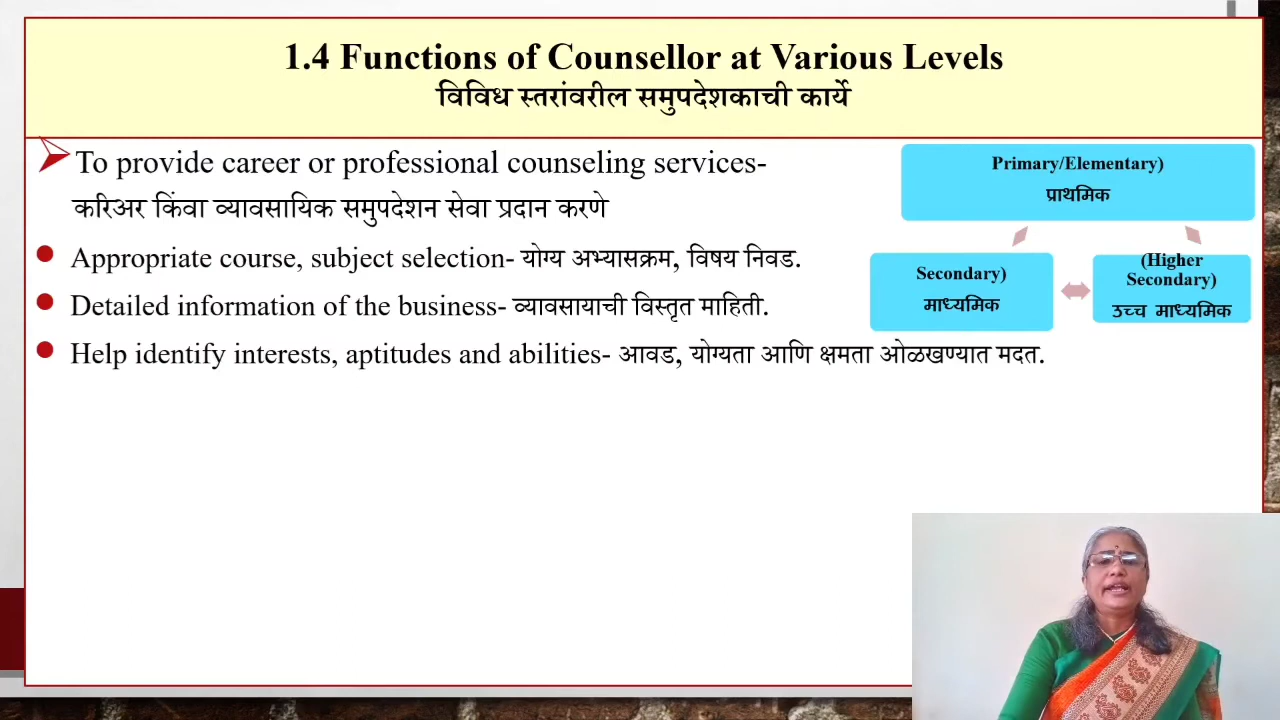 1.4 Functions of Counsellor at Various Levels
विविध स्तरांवरील समुपदेशकाची कार्ये
To provide career or professional counseling services-
करिअर किंवा व्यावसायिक समुपदेशन सेवा प्रदान करणे
Appropriate course, subject selection- योग्य अभ्यासक्रम, विषय निवड.
Detailed information of the business- व्यावसायाची विस्तृत माहिती.
Help identify interests, aptitudes and abilities- आवड, योग्यता आणि क्षमता ओळखण्यात मदत.
Primary/Elementary)
प्राथमिक
Secondary)
माध्यमिक
(Higher
Secondary)
उच्च माध्यमिक